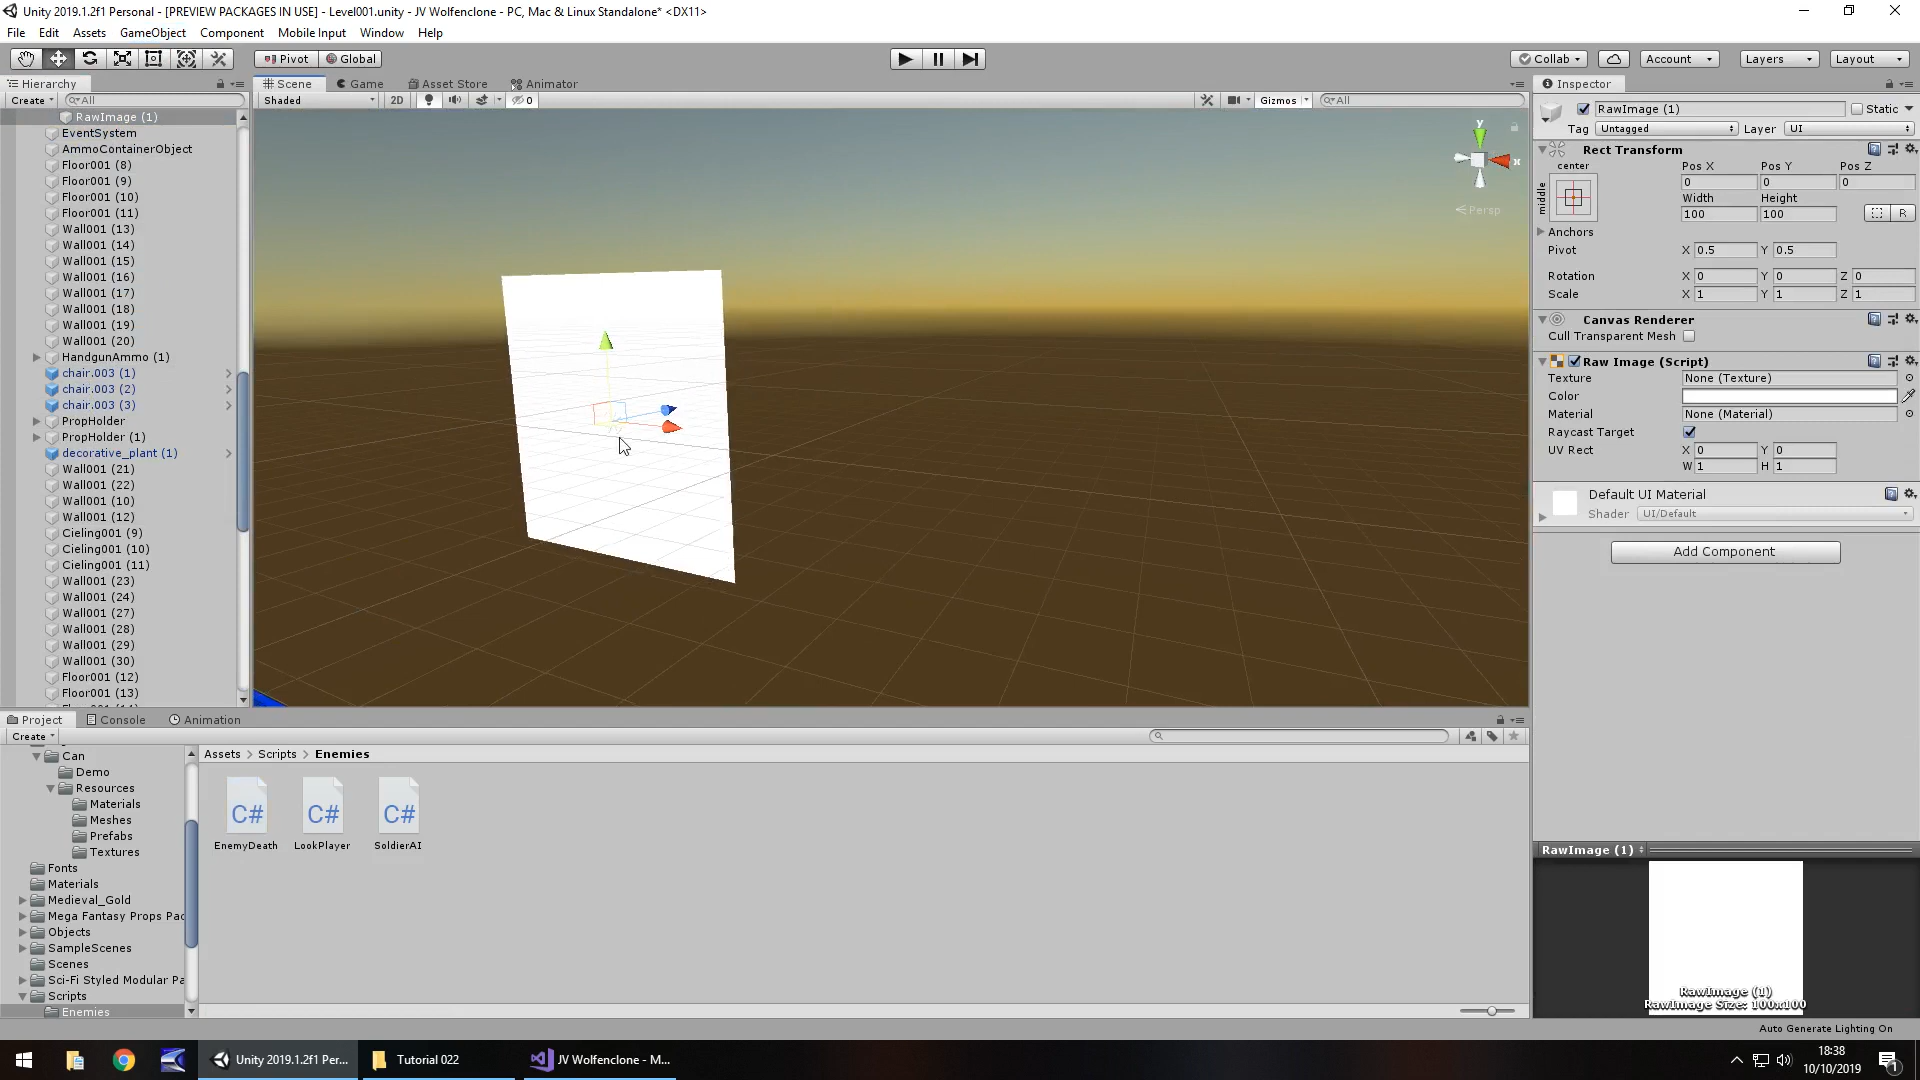 Unity 2019.1.2f1 Personal - [PREVIEW PACKAGES IN USE] - Level001.unity - JV Wolfenclone - PC, Mac & Linux Standalone* <DX11>
File Edit Assets GameObject Component Mobile Input Window Help
Pivot Global Collab Account Layers Layout
Hierarchy Scene Game Asset Store Animator Inspector
Create All Shaded 2D 0 Gizmos All
RawImage (1)
EventSystem
AmmoContainerObject
Floor001 (8)
Floor001 (9)
Floor001 (10)
Floor001 (11)
Wall001 (13)
Wall001 (14)
Wall001 (15)
Wall001 (16)
Wall001 (17)
Wall001 (18)
Wall001 (19)
Wall001 (20)
HandgunAmmo (1)
chair.003 (1)
chair.003 (2)
chair.003 (3)
PropHolder
PropHolder (1)
decorative_plant (1)
Wall001 (21)
Wall001 (22)
Wall001 (10)
Wall001 (12)
Cieling001 (9)
Cieling001 (10)
Cieling001 (11)
Wall001 (23)
Wall001 (24)
Wall001 (27)
Wall001 (28)
Wall001 (29)
Wall001 (30)
Floor001 (12)
Floor001 (13)
y
x
Persp
RawImage (1) Static
Tag Untagged Layer UI
Rect Transform
center Pos X Pos Y Pos Z
middle 0 0 0
Width Height
100 100 R
Anchors
Pivot X 0.5 Y 0.5
Rotation X 0 Y 0 Z 0
Scale X 1 Y 1 Z 1
Canvas Renderer
Cull Transparent Mesh
Raw Image (Script)
Texture None (Texture)
Color
Material None (Material)
Raycast Target
UV Rect X 0 Y 0
W 1 H 1
Default UI Material
Shader UI/Default
Add Component
RawImage (1)
RawImage (1)
RawImage Size: 100x100
Project Console Animation
Create
Can
Demo
Resources
Materials
Meshes
Prefabs
Textures
Fonts
Materials
Medieval_Gold
Mega Fantasy Props Pac
Objects
SampleScenes
Scenes
Sci-Fi Styled Modular Pa
Scripts
Enemies
Assets > Scripts > Enemies
C# C# C#
EnemyDeath LookPlayer SoldierAI
Auto Generate Lighting On
Unity 2019.1.2f1 Per... Tutorial 022 JV Wolfenclone - M...
18:38
10/10/2019
1